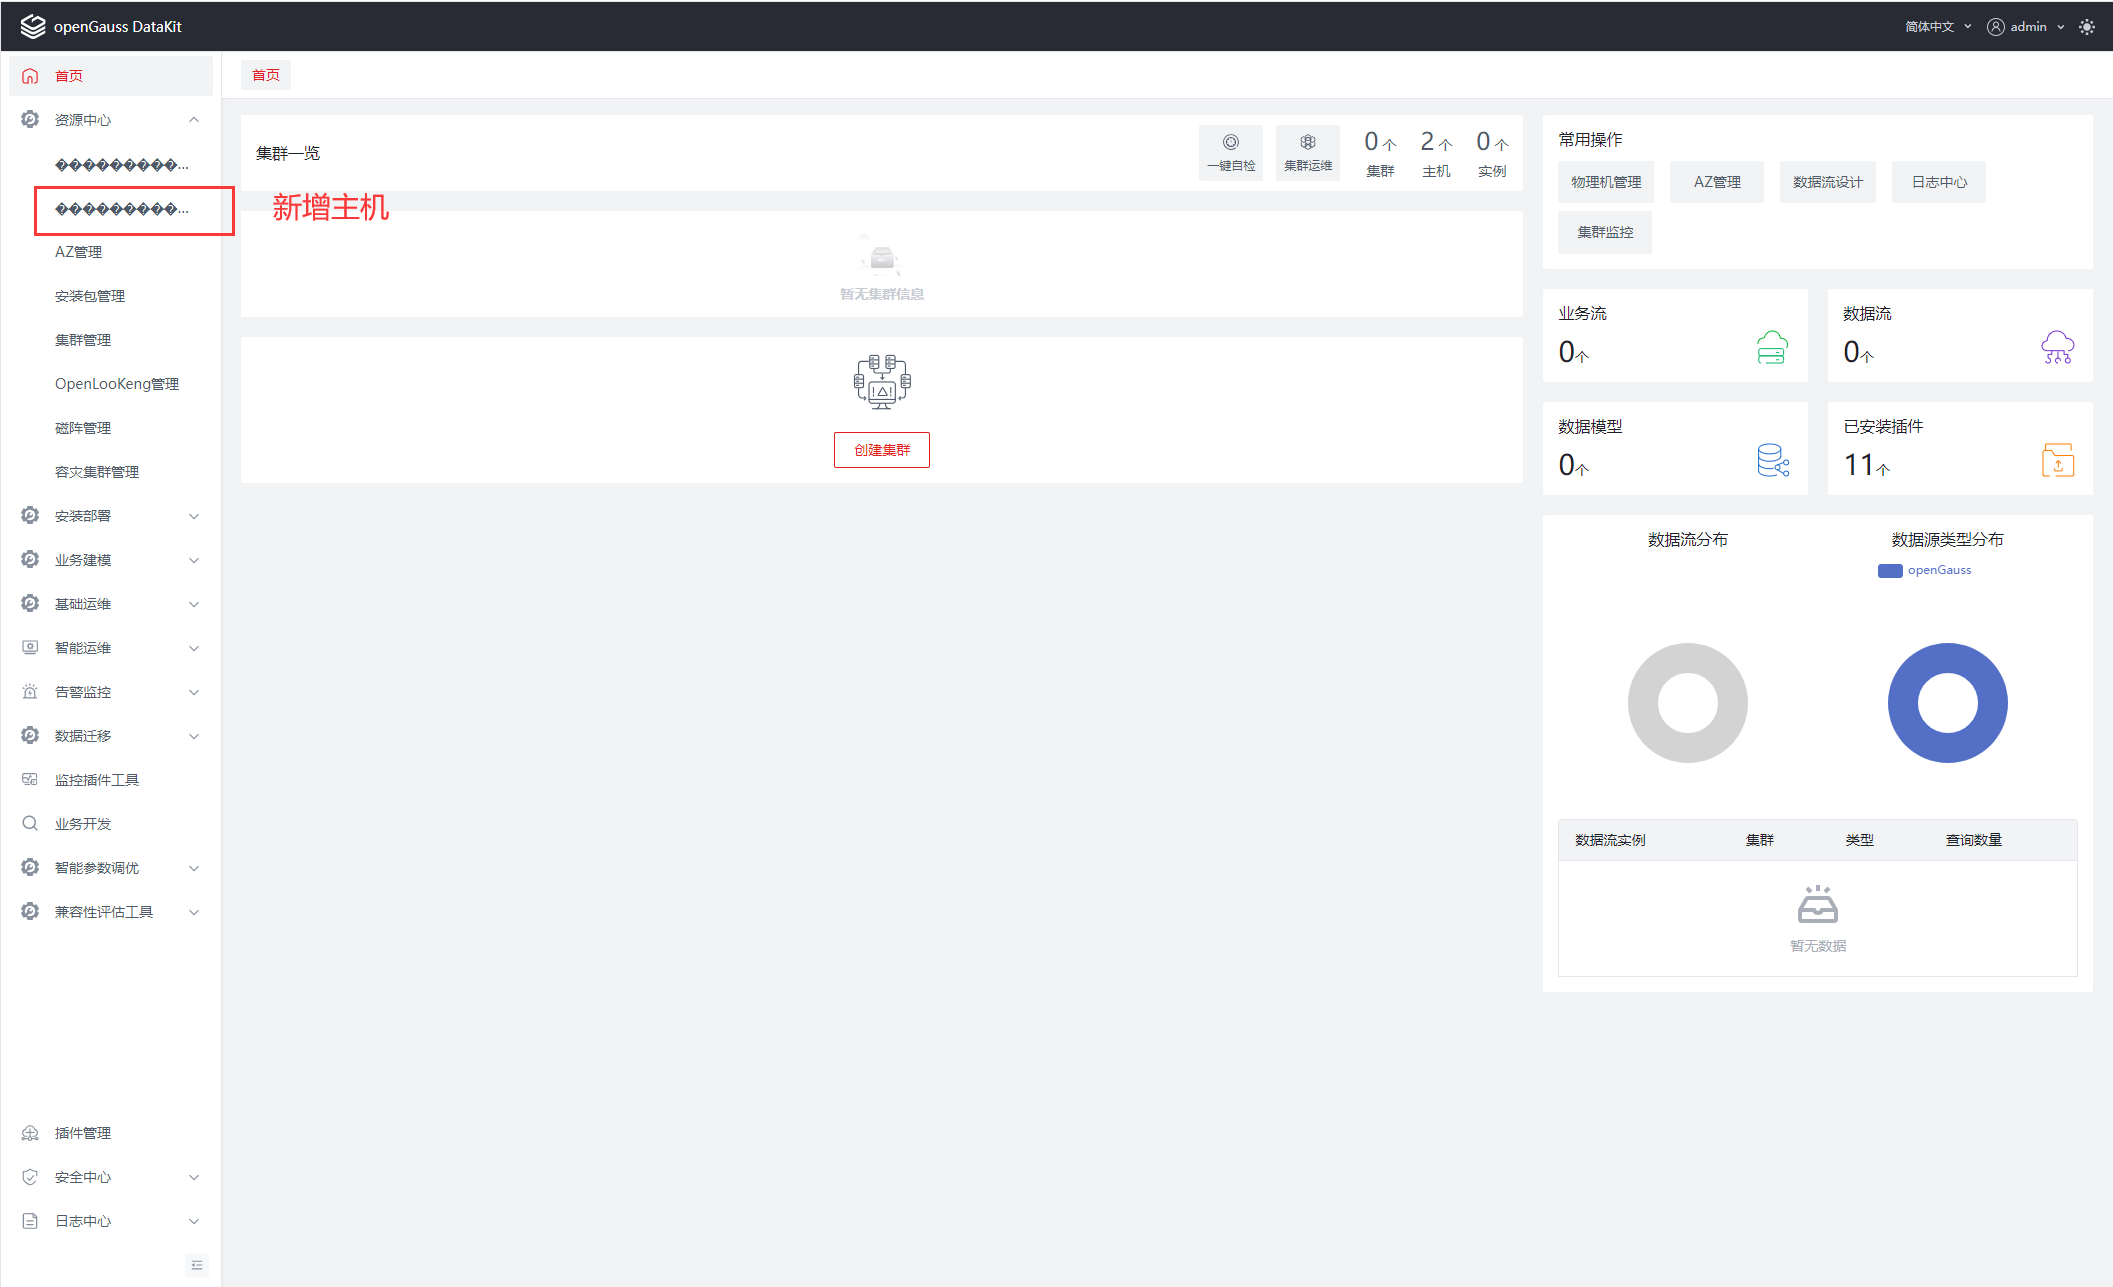 openGauss DataKit
简体中文
admin
首页
资源中心
���������...
���������...
新增主机
AZ管理
安装包管理
集群管理
OpenLooKeng管理
磁阵管理
容灾集群管理
安装部署
业务建模
基础运维
智能运维
告警监控
数据迁移
监控插件工具
业务开发
智能参数调优
兼容性评估工具
插件管理
安全中心
日志中心
首页
集群一览
一键自检
集群运维
0个
集群
2个
主机
0个
实例
暂无集群信息
创建集群
常用操作
物理机管理
AZ管理
数据流设计
日志中心
集群监控
业务流
0个
数据流
0个
数据模型
0个
已安装插件
11个
数据流分布
数据源类型分布
openGauss
数据流实例 集群 类型 查询数量
暂无数据